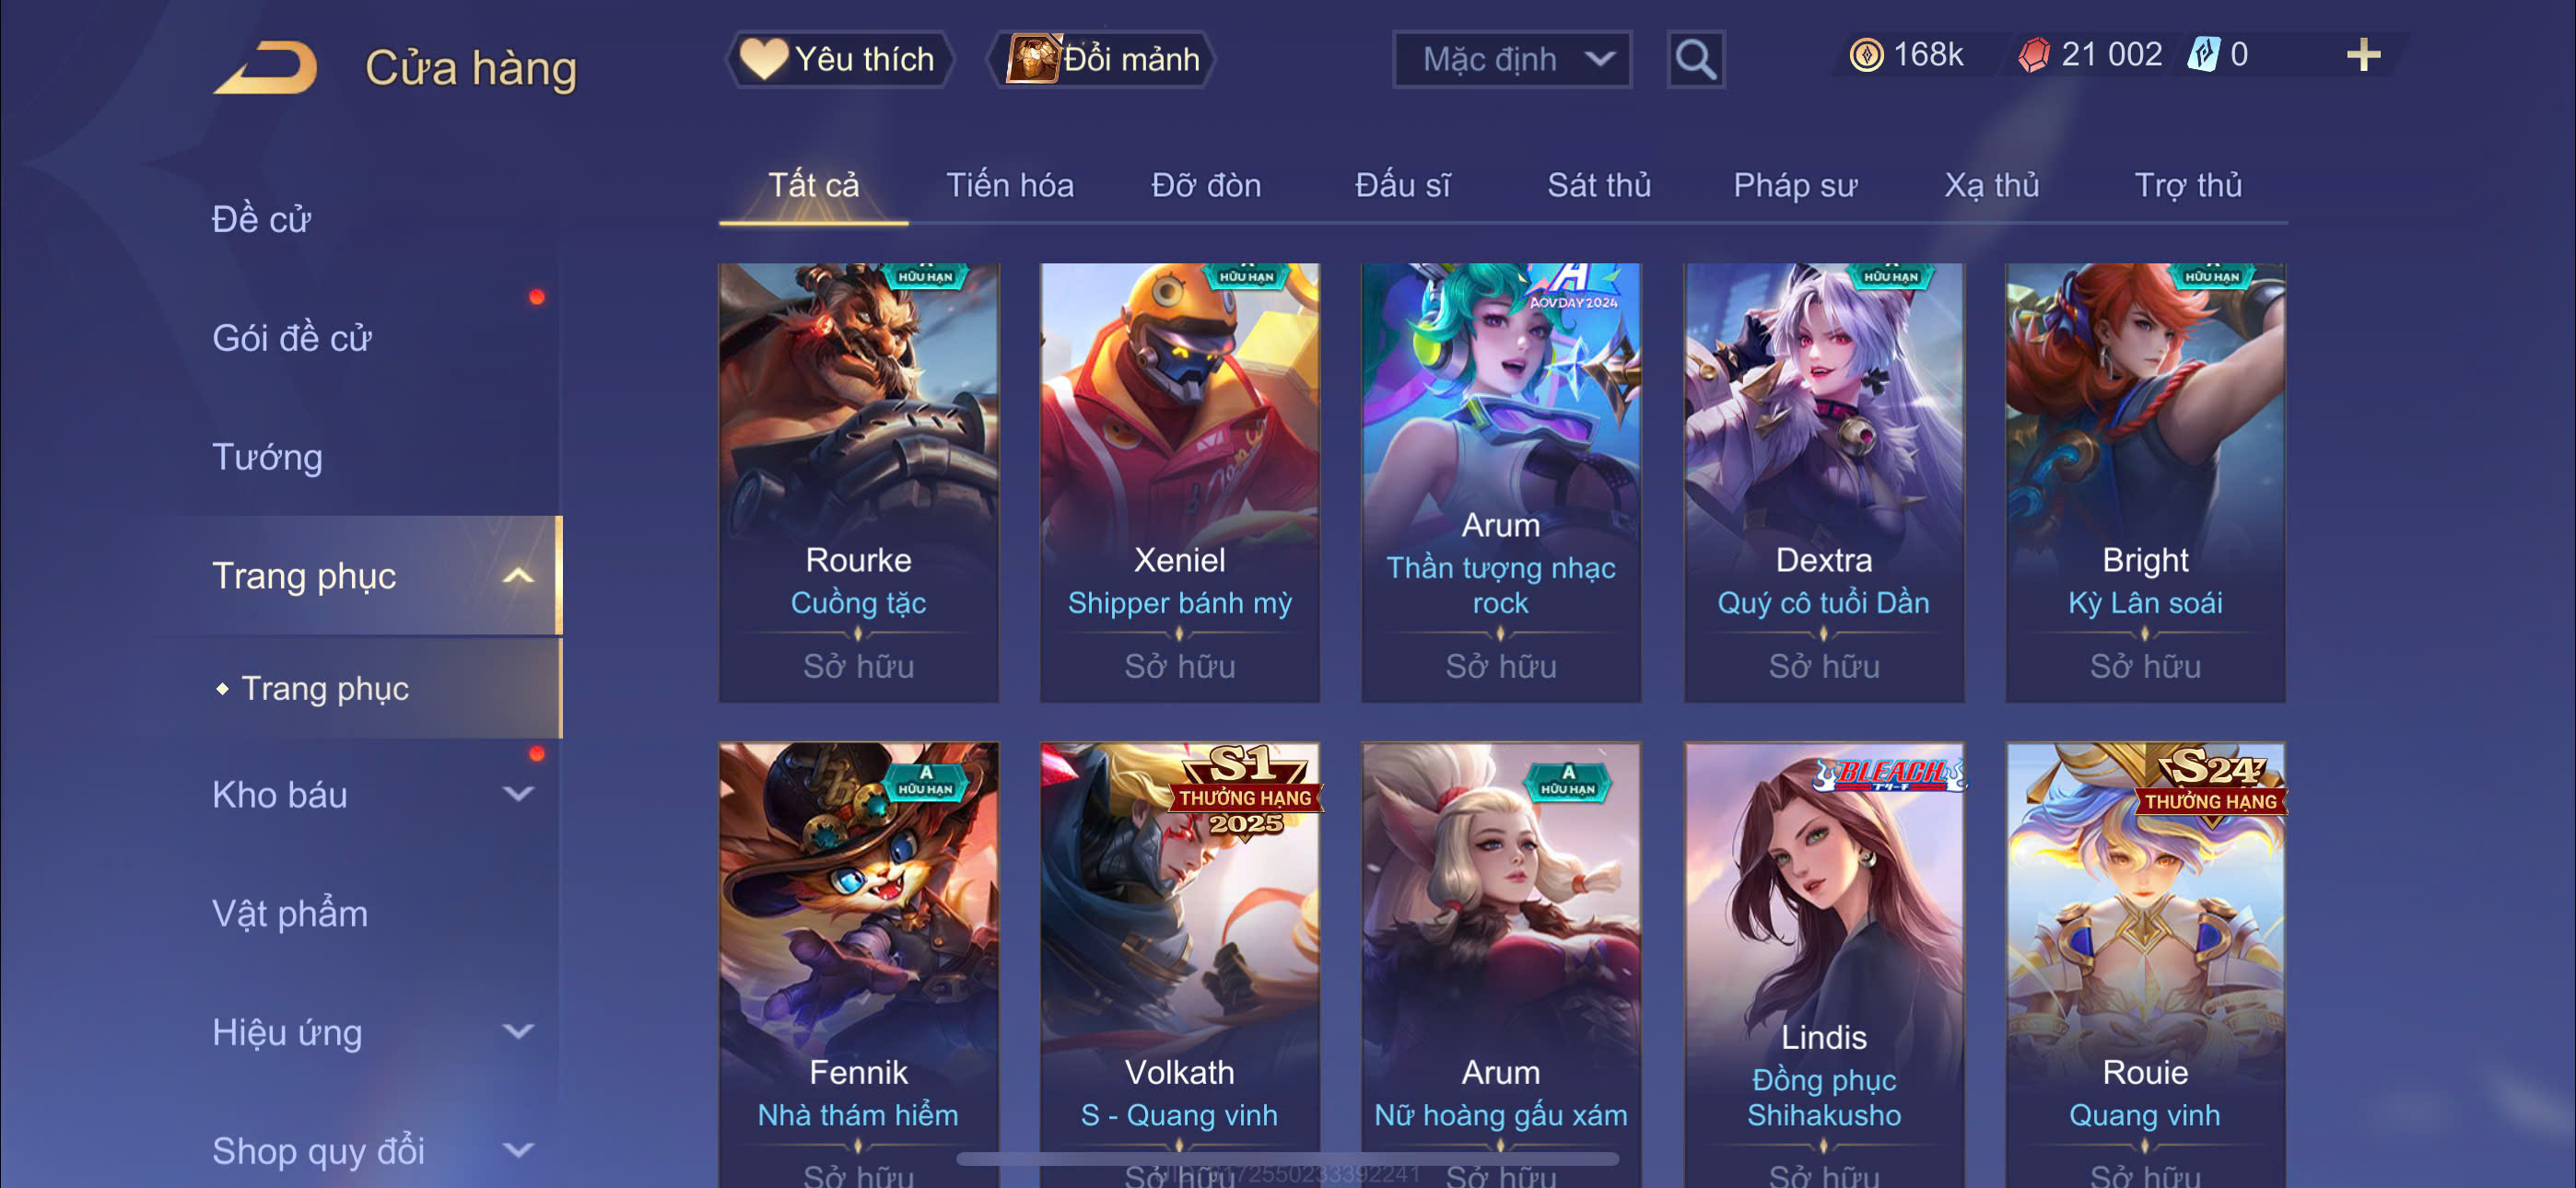 Cửa hàng
Yêu thích
Đổi mảnh
Mặc định
168k
21 002
0
Tất cả
Tiến hóa
Đỡ đòn
Đấu sĩ
Sát thủ
Pháp sư
Xạ thủ
Trợ thủ
Đề cử
Gói đề cử
Tướng
Trang phục
Trang phục
Kho báu
Vật phẩm
Hiệu ứng
Shop quy đổi
HỮU HẠN
Rourke
Cuồng tặc
Sở hữu
HỮU HẠN
Xeniel
Shipper bánh mỳ
Sở hữu
AOVDAY2024
Arum
Thần tượng nhạc
rock
Sở hữu
HỮU HẠN
Dextra
Quý cô tuổi Dần
Sở hữu
HỮU HẠN
Bright
Kỳ Lân soái
Sở hữu
A
HỮU HẠN
Fennik
Nhà thám hiểm
Sở hữu
S1
THƯỞNG HẠNG
2025
Volkath
S - Quang vinh
Sở hữu
A
HỮU HẠN
Arum
Nữ hoàng gấu xám
Sở hữu
BLEACH
ブリーチ
Lindis
Đồng phục
Shihakusho
Sở hữu
S24
THƯỞNG HẠNG
Rouie
Quang vinh
Sở hữu